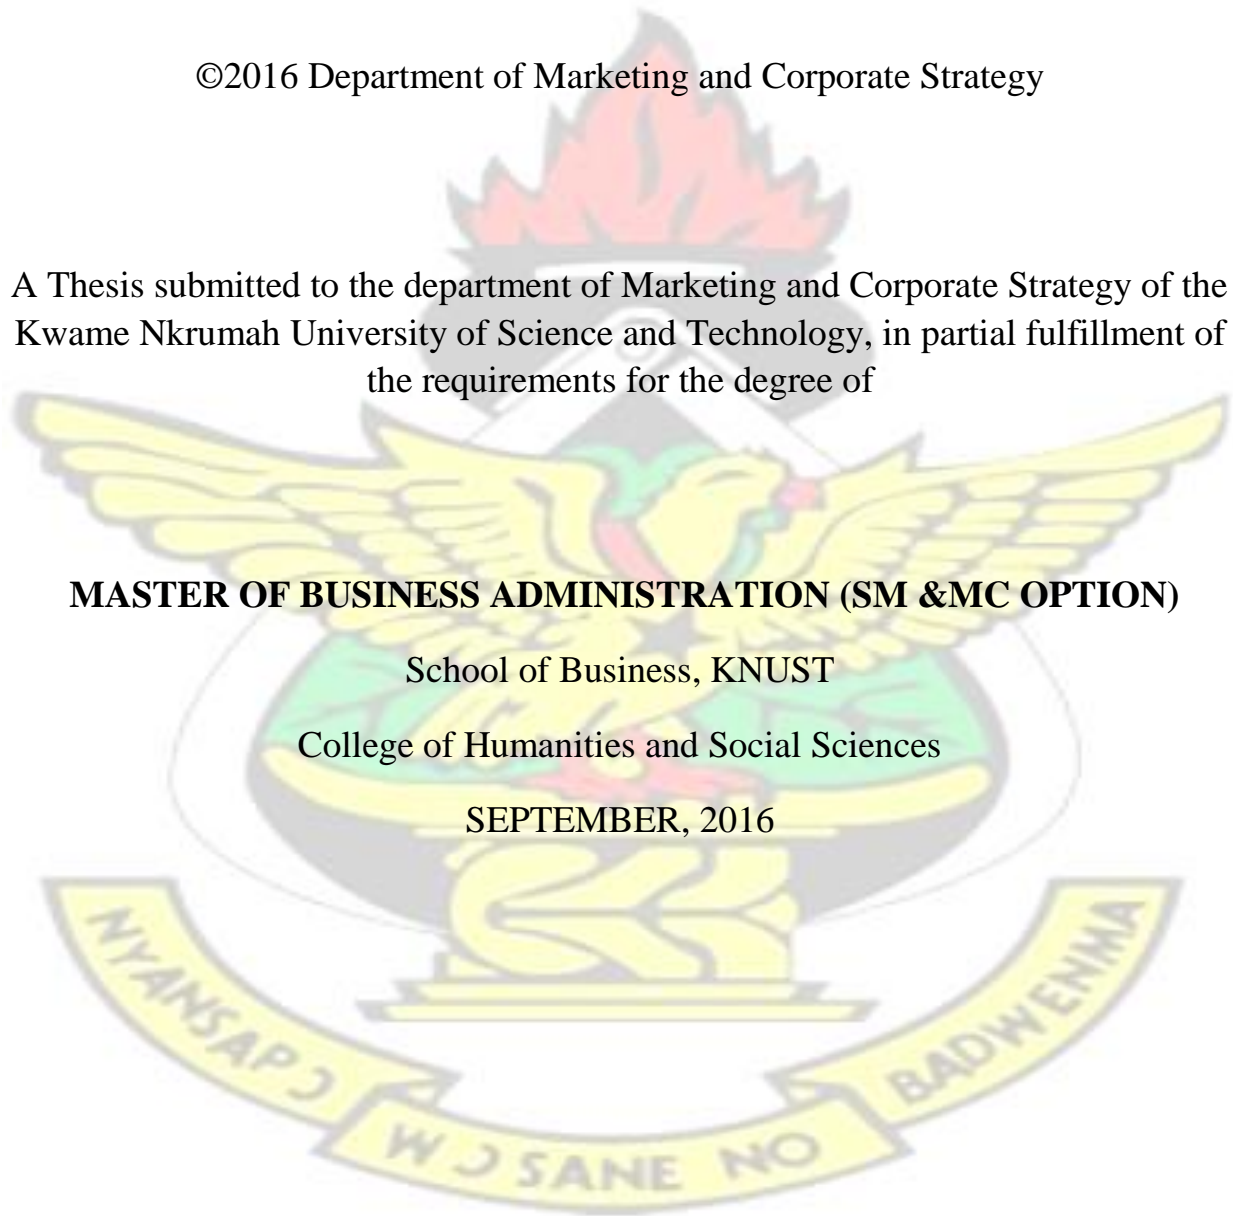 ©2016 Department of Marketing and Corporate Strategy
A Thesis submitted to the department of Marketing and Corporate Strategy of the
Kwame Nkrumah University of Science and Technology, in partial fulfillment of
the requirements for the degree of
MASTER OF BUSINESS ADMINISTRATION (SM &MC OPTION)
School of Business, KNUST
College of Humanities and Social Sciences
SEPTEMBER, 2016
NYANSAPƆ
WƆ SANE NO
BADWENMA